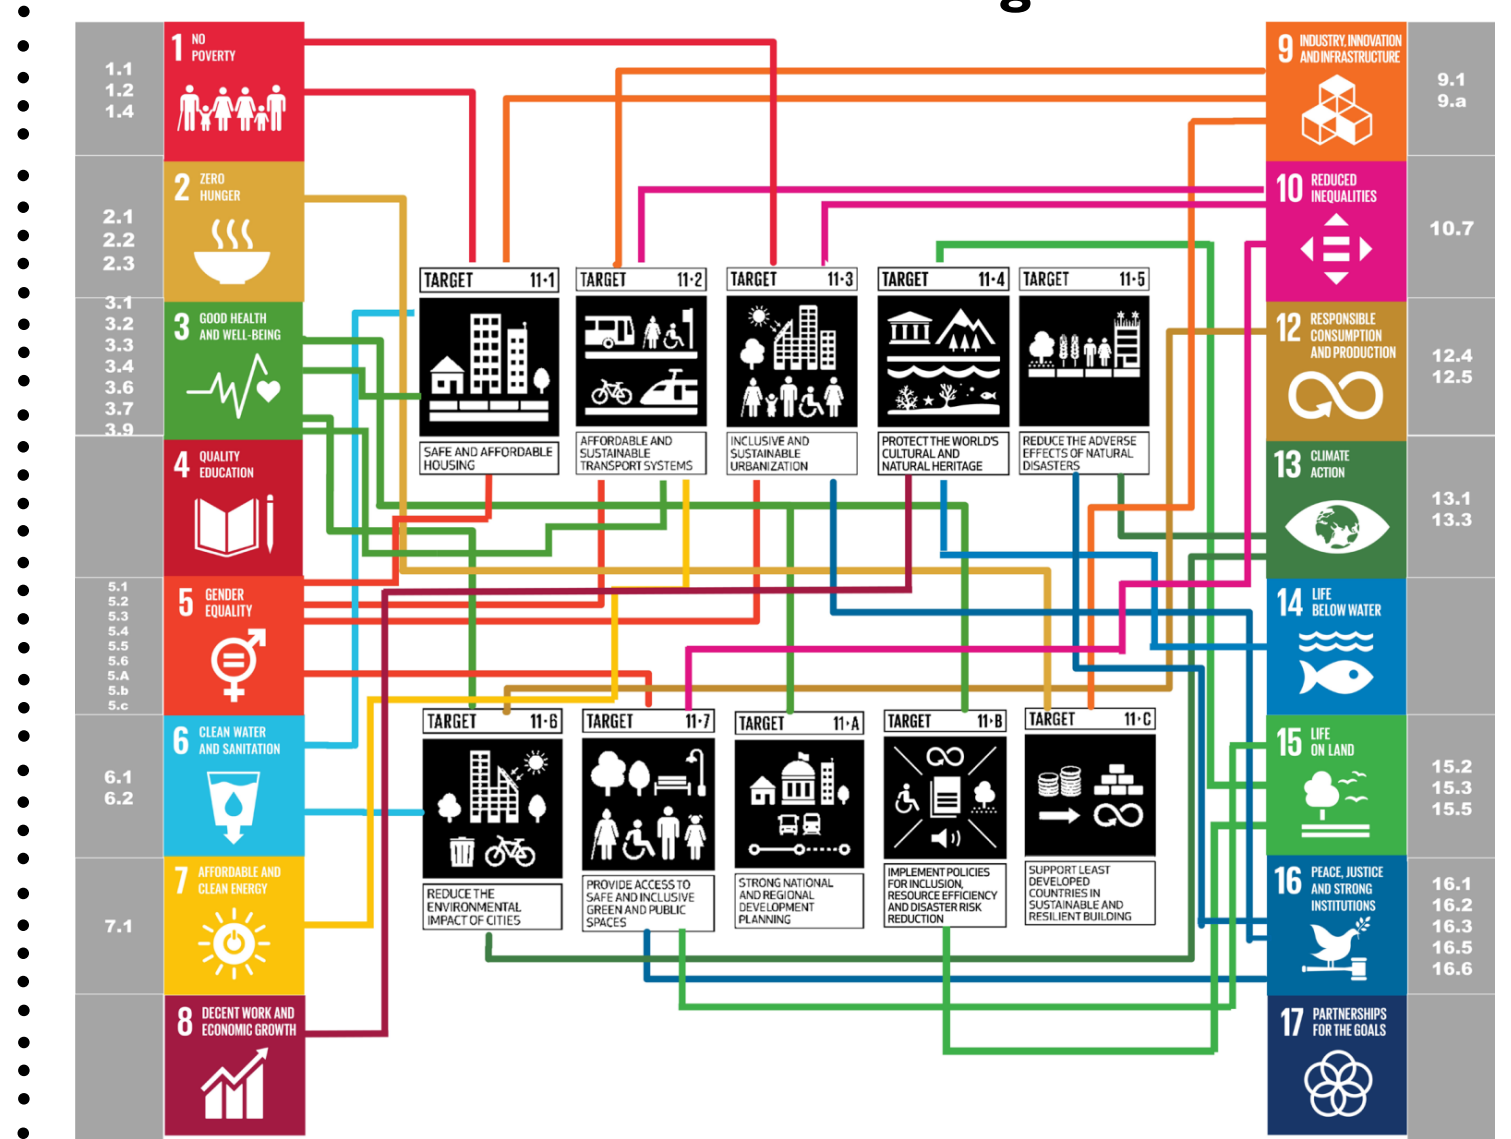 g
1.1
1.2
1.4
1 NO
POVERTY
2.1
2.2
2.3
2 ZERO
HUNGER
3.1
3.2
3.3
3.4
3.6
3.7
3.9
3 GOOD HEALTH
AND WELL-BEING
4 QUALITY
EDUCATION
5.1
5.2
5.3
5.4
5.5
5.6
5.A
5.b
5.c
5 GENDER
EQUALITY
6.1
6.2
6 CLEAN WATER
AND SANITATION
7.1
7 AFFORDABLE AND
CLEAN ENERGY
8 DECENT WORK AND
ECONOMIC GROWTH
TARGET 11·1
SAFE AND AFFORDABLE
HOUSING
TARGET 11·2
AFFORDABLE AND
SUSTAINABLE
TRANSPORT SYSTEMS
TARGET 11·3
INCLUSIVE AND
SUSTAINABLE
URBANIZATION
TARGET 11·4
PROTECT THE WORLD'S
CULTURAL AND
NATURAL HERITAGE
TARGET 11·5
REDUCE THE ADVERSE
EFFECTS OF NATURAL
DISASTERS
TARGET 11·6
REDUCE THE
ENVIRONMENTAL
IMPACT OF CITIES
TARGET 11·7
PROVIDE ACCESS TO
SAFE AND INCLUSIVE
GREEN AND PUBLIC
SPACES
TARGET 11·A
STRONG NATIONAL
AND REGIONAL
DEVELOPMENT
PLANNING
TARGET 11·B
IMPLEMENT POLICIES
FOR INCLUSION,
RESOURCE EFFICIENCY
AND DISASTER RISK
REDUCTION
TARGET 11·C
SUPPORT LEAST
DEVELOPED
COUNTRIES IN
SUSTAINABLE AND
RESILIENT BUILDING
9 INDUSTRY, INNOVATION
AND INFRASTRUCTURE
9.1
9.a
10 REDUCED
INEQUALITIES
10.7
12 RESPONSIBLE
CONSUMPTION
AND PRODUCTION
12.4
12.5
13 CLIMATE
ACTION
13.1
13.3
14 LIFE
BELOW WATER
15 LIFE
ON LAND
15.2
15.3
15.5
16 PEACE, JUSTICE
AND STRONG
INSTITUTIONS
16.1
16.2
16.3
16.5
16.6
17 PARTNERSHIPS
FOR THE GOALS